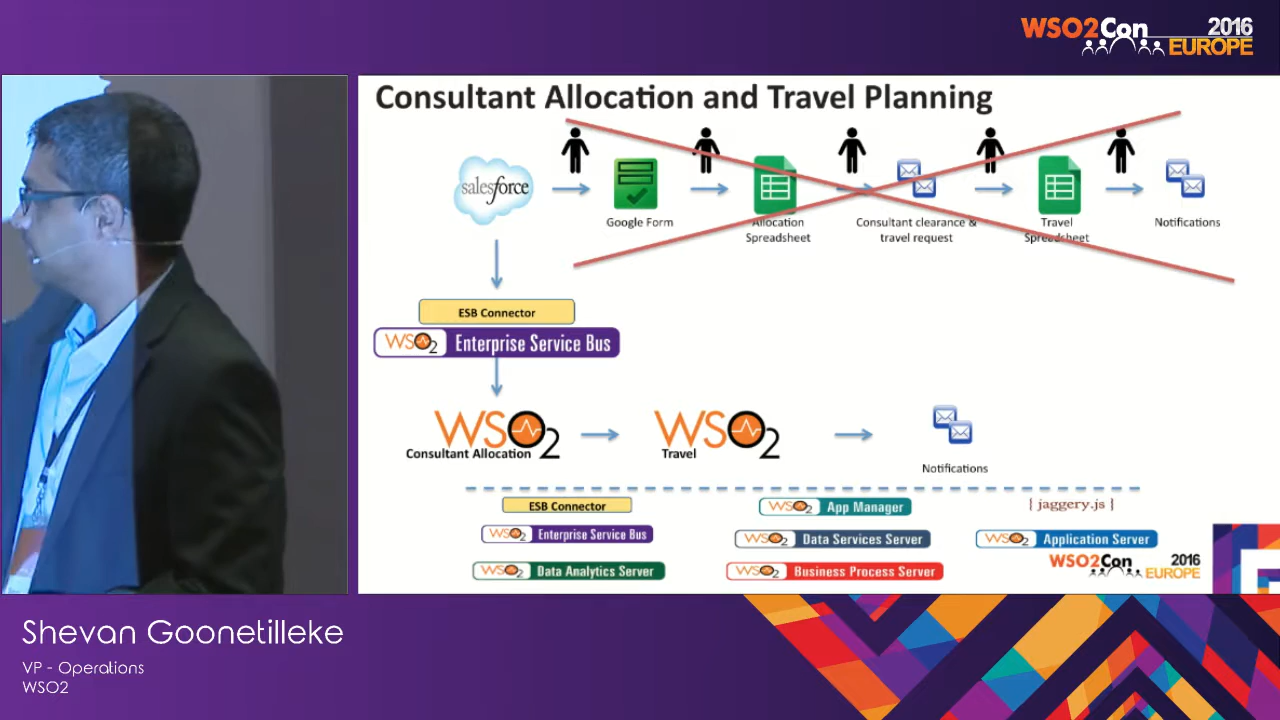 WSO2Con 2016
EUROPE
Consultant Allocation and Travel Planning
salesforce
Google Form
Allocation
Spreadsheet
Consultant clearance &
travel request
Travel
Spreadsheet
Notifications
ESB Connector
WSO2 Enterprise Service Bus
WSO2
Consultant Allocation
WSO2
Travel
Notifications
ESB Connector
WSO2 App Manager
{ jaggery.js }
WSO2 Enterprise Service Bus
WSO2 Data Services Server
WSO2 Application Server
WSO2 Data Analytics Server
WSO2 Business Process Server
WSO2Con 2016
EUROPE
Shevan Goonetilleke
VP - Operations
WSO2